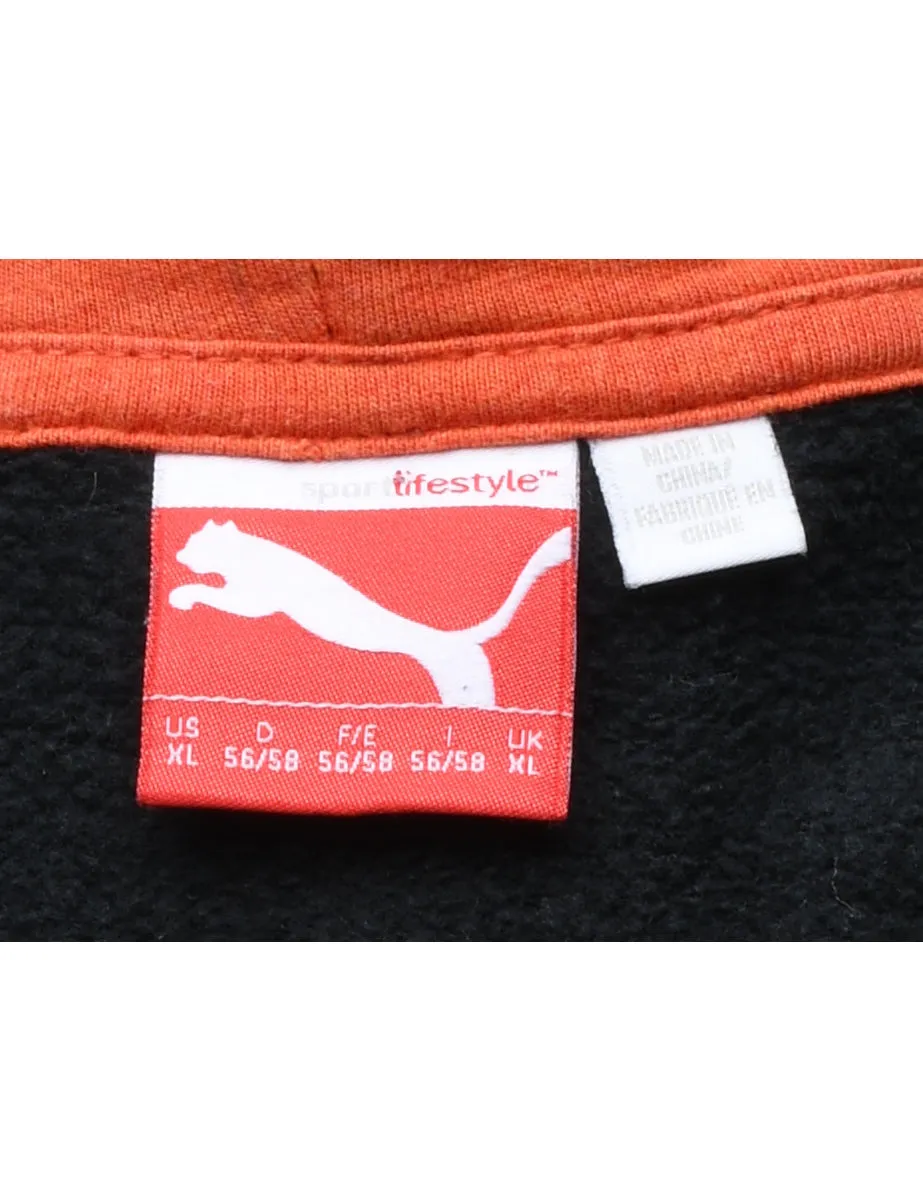 sportlifestyle™
US D F/E I UK
XL 56/58 56/58 56/58 XL
MADE IN
CHINA/
FABRIQUE EN
CHINE